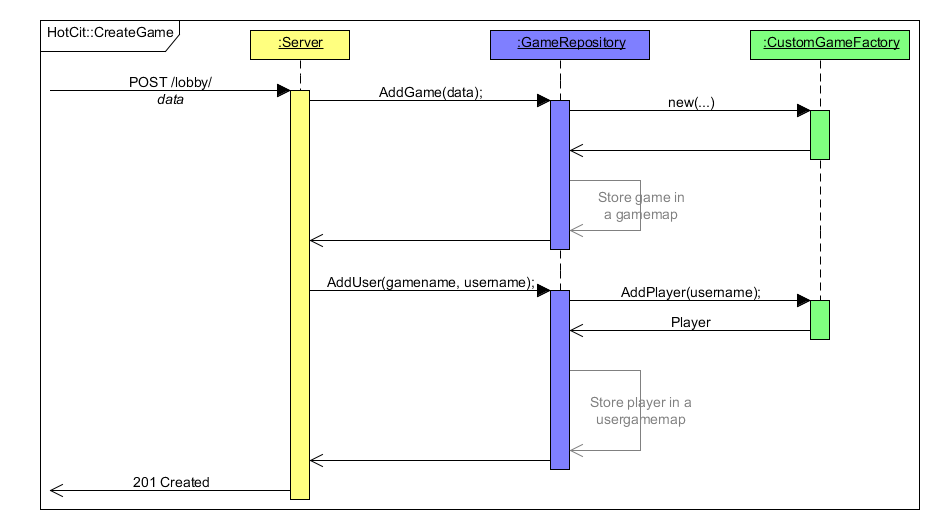 HotCit::CreateGame
:Server
:GameRepository
:CustomGameFactory
POST /lobby/
data
AddGame(data);
new(...)
Store game in
a gamemap
AddUser(gamename, username);
AddPlayer(username);
Player
Store player in a
usergamemap
201 Created